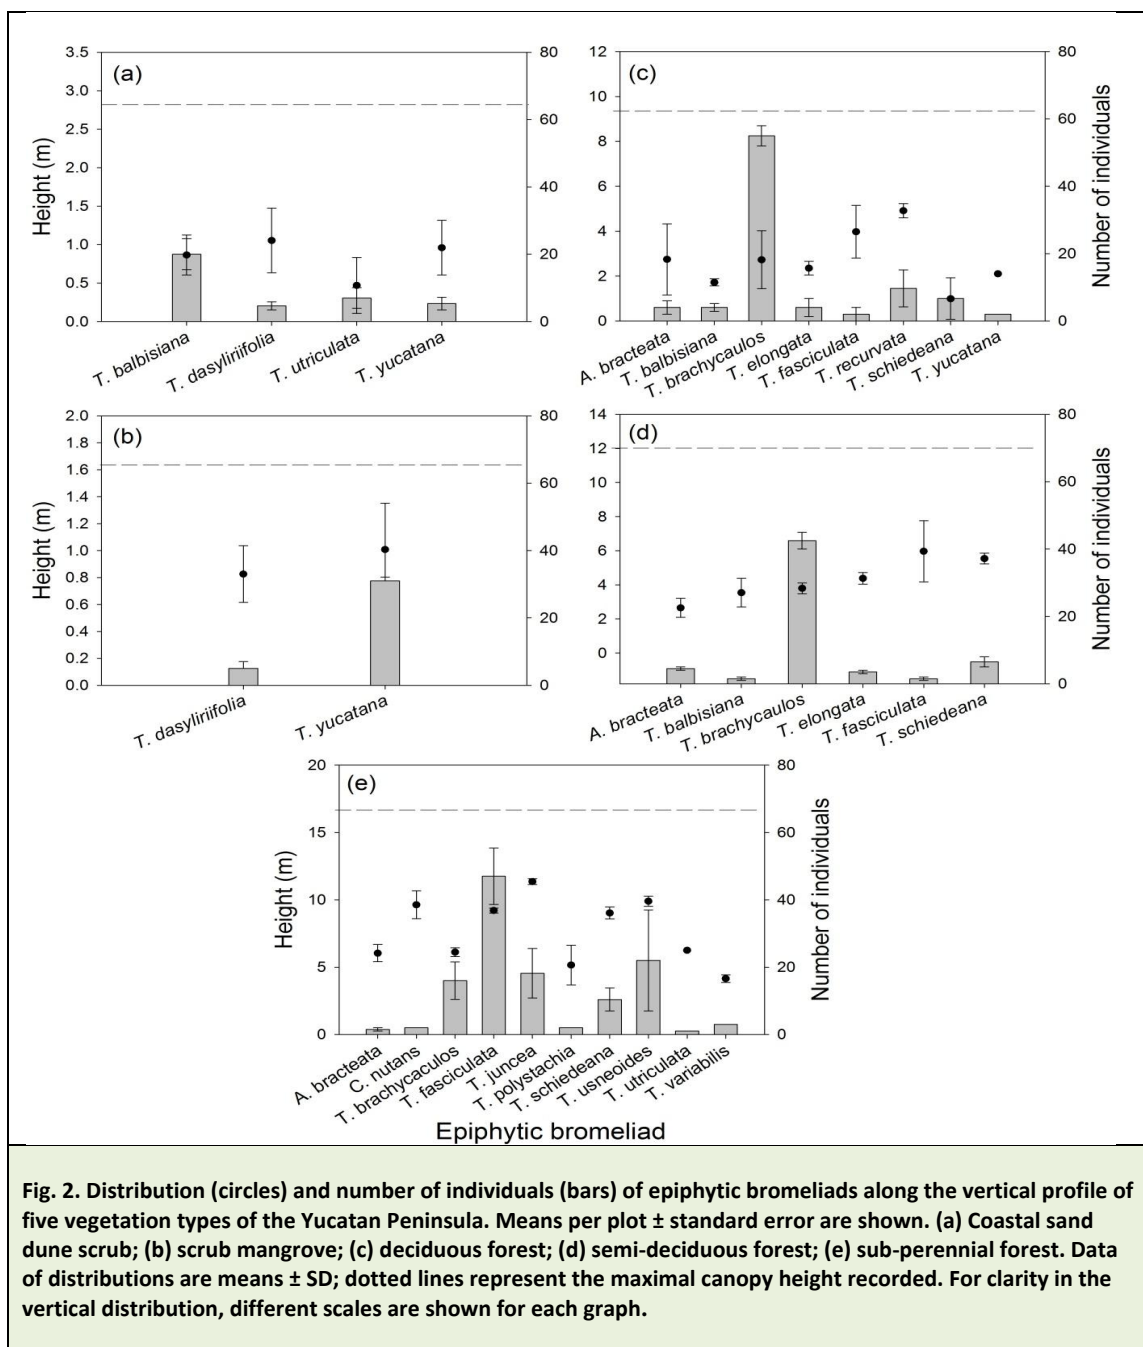 (a)
3.5
3.0
2.5
2.0
1.5
1.0
0.5
0.0
Height (m)
80
60
40
20
0
T. balbisiana
T. dasyliriifolia
T. utriculata
T. yucatana
(c)
12
10
8
6
4
2
0
80
60
40
20
0
Number of individuals
A. bracteata
T. balbisiana
T. brachycaulos
T. elongata
T. fasciculata
T. recurvata
T. schiedeana
T. yucatana
(b)
2.0
1.8
1.6
1.4
1.2
1.0
0.8
0.6
0.4
0.2
0.0
Height (m)
80
60
40
20
0
T. dasyliriifolia
T. yucatana
(d)
14
12
10
8
6
4
2
0
80
60
40
20
0
Number of individuals
A. bracteata
T. balbisiana
T. brachycaulos
T. elongata
T. fasciculata
T. schiedeana
(e)
20
15
10
5
0
Height (m)
80
60
40
20
0
Number of individuals
A. bracteata
C. nutans
T. brachycaculos
T. fasciculata
T. juncea
T. polystachia
T. schiedeana
T. usneoides
T. utriculata
T. variabilis
Epiphytic bromeliad
Fig. 2. Distribution (circles) and number of individuals (bars) of epiphytic bromeliads along the vertical profile of
five vegetation types of the Yucatan Peninsula. Means per plot ± standard error are shown. (a) Coastal sand
dune scrub; (b) scrub mangrove; (c) deciduous forest; (d) semi-deciduous forest; (e) sub-perennial forest. Data
of distributions are means ± SD; dotted lines represent the maximal canopy height recorded. For clarity in the
vertical distribution, different scales are shown for each graph.